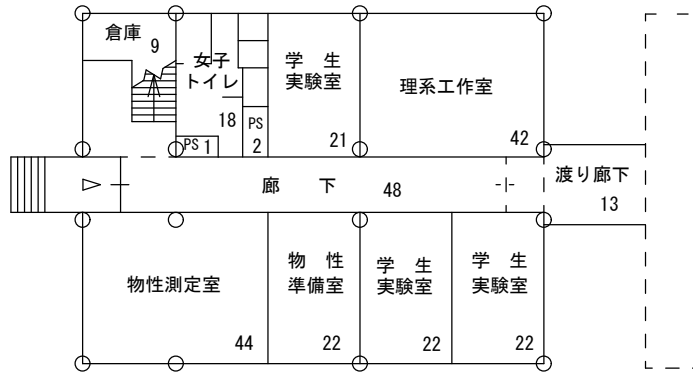 倉庫
9
女子
トイレ
18
PS
2
PS 1
学 生
実験室
21
理系工作室
42
廊 下
48
渡り廊下
13
物性測定室
44
物 性
準備室
22
学 生
実験室
22
学 生
実験室
22